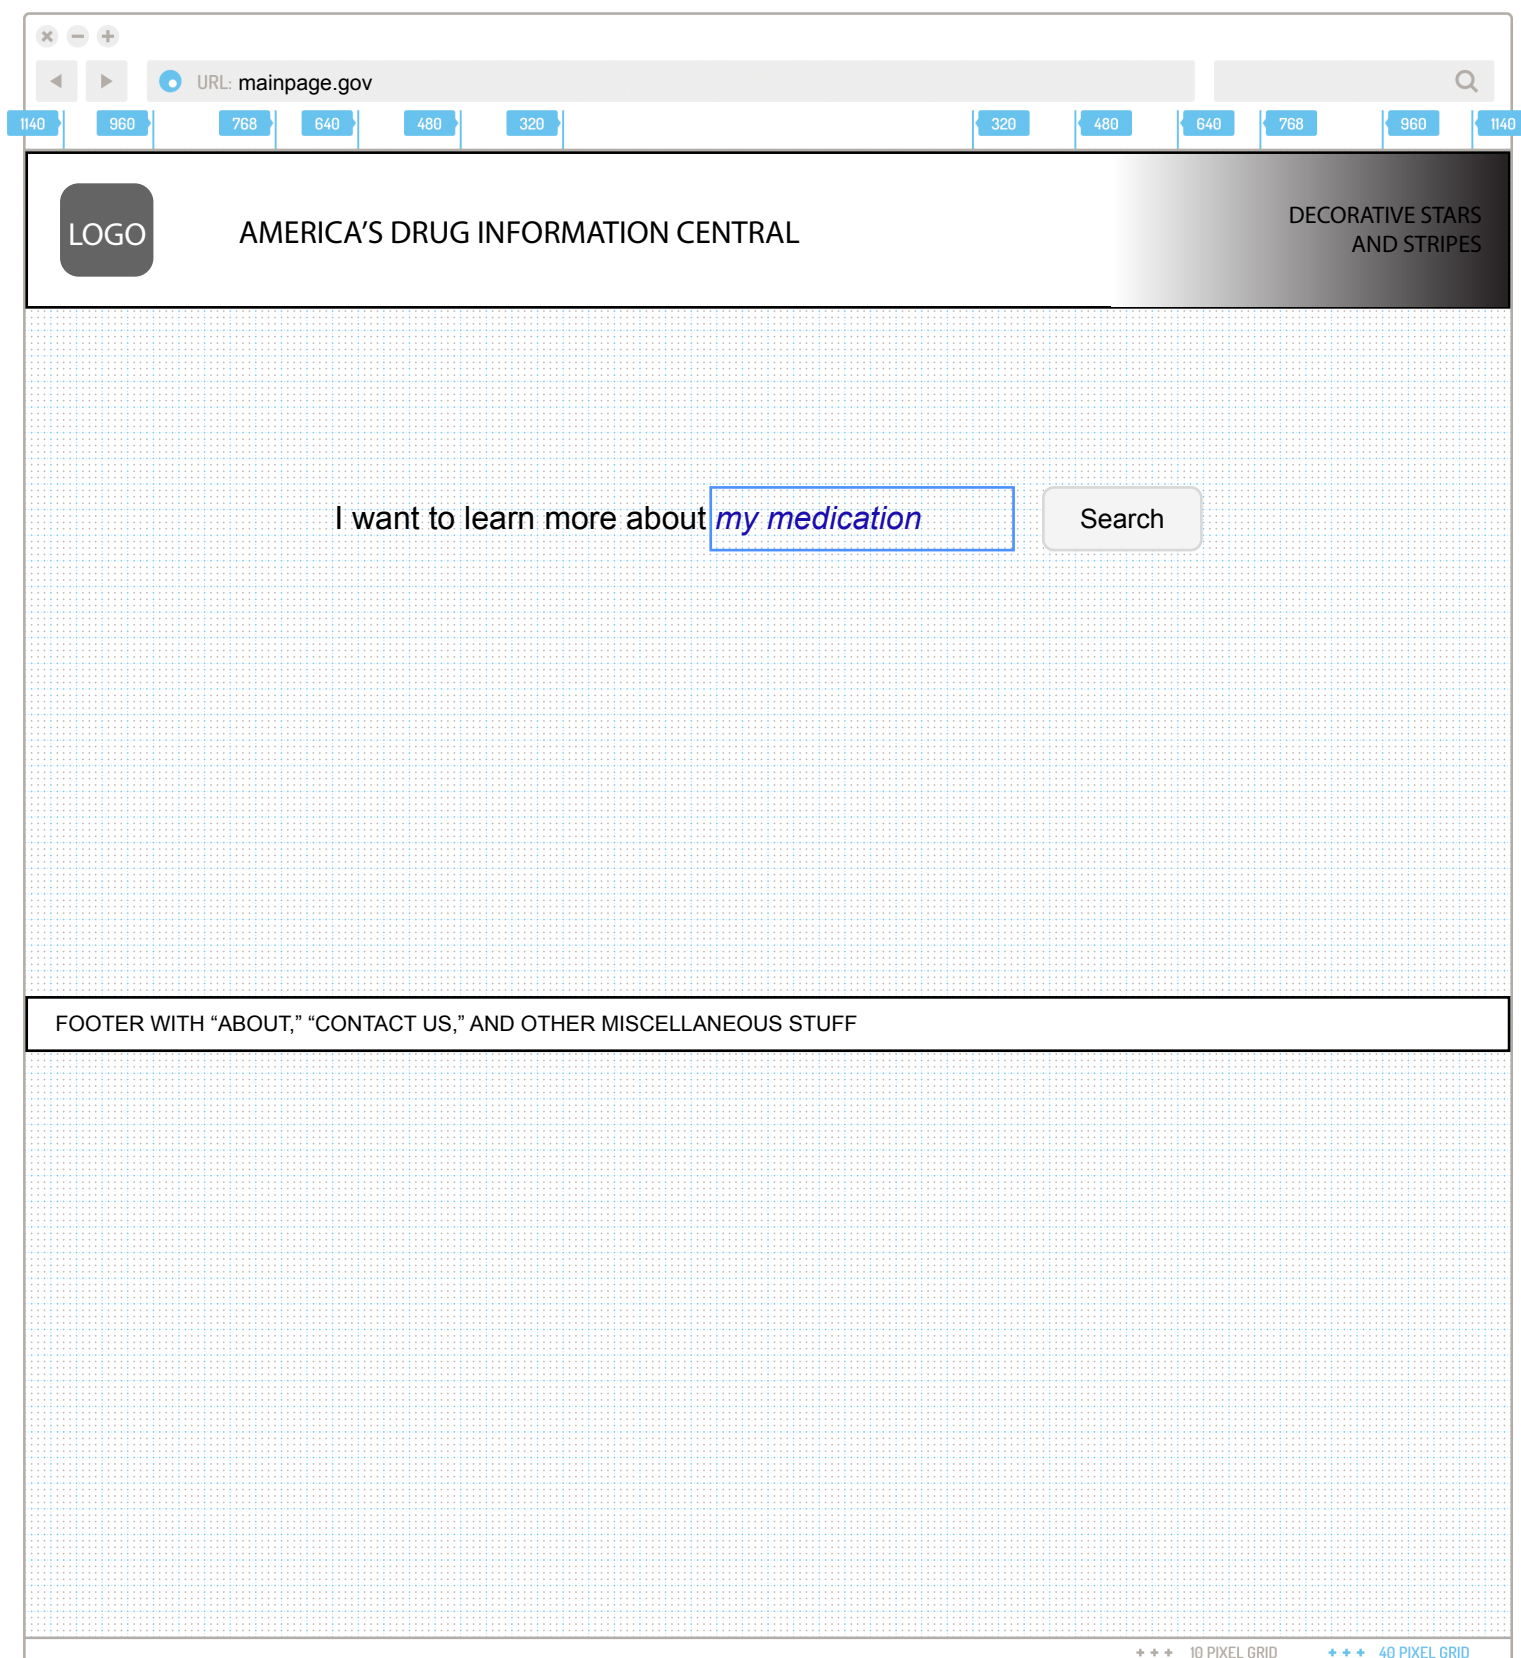 URL: mainpage.gov
1140 960 768 640 480 320 320 480 640 768 960 1140
LOGO
AMERICA'S DRUG INFORMATION CENTRAL
DECORATIVE STARS
AND STRIPES
I want to learn more about my medication Search
FOOTER WITH “ABOUT,” “CONTACT US,” AND OTHER MISCELLANEOUS STUFF
+ + + 10 PIXEL GRID + + + 40 PIXEL GRID